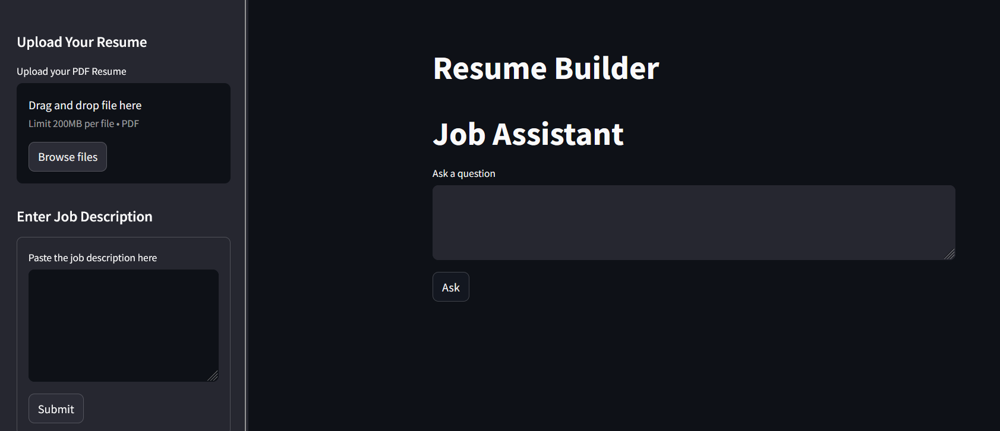 Upload Your Resume
Upload your PDF Resume
Drag and drop file here
Limit 200MB per file • PDF
Browse files
Enter Job Description
Paste the job description here
Submit
Resume Builder
Job Assistant
Ask a question
Ask